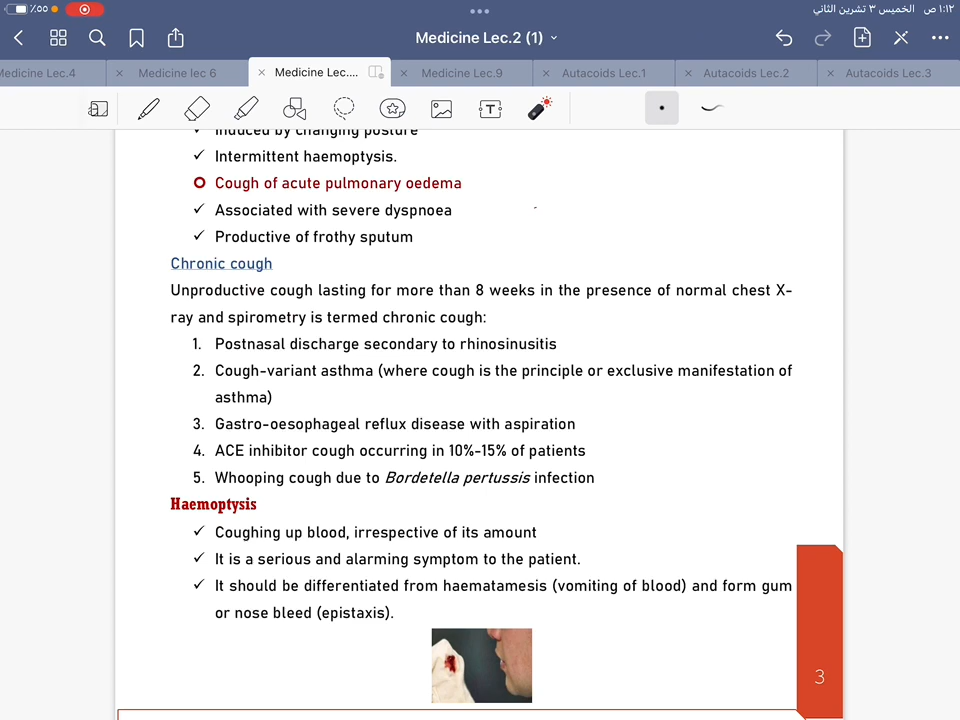 ٪٥٠
١:١٢ ص الخميس ٣ تشرين الثاني
Medicine Lec.2 (1)
Medicine Lec.4
Medicine lec 6
Medicine Lec....
Medicine Lec.9
Autacoids Lec.1
Autacoids Lec.2
Autacoids Lec.3
✓ Induced by changing posture
✓ Intermittent haemoptysis.
Cough of acute pulmonary oedema
✓ Associated with severe dyspnoea
✓ Productive of frothy sputum
Chronic cough
Unproductive cough lasting for more than 8 weeks in the presence of normal chest X-
ray and spirometry is termed chronic cough:
1. Postnasal discharge secondary to rhinosinusitis
2. Cough-variant asthma (where cough is the principle or exclusive manifestation of
asthma)
3. Gastro-oesophageal reflux disease with aspiration
4. ACE inhibitor cough occurring in 10%-15% of patients
5. Whooping cough due to Bordetella pertussis infection
Haemoptysis
✓ Coughing up blood, irrespective of its amount
✓ It is a serious and alarming symptom to the patient.
✓ It should be differentiated from haematamesis (vomiting of blood) and form gum
or nose bleed (epistaxis).
3